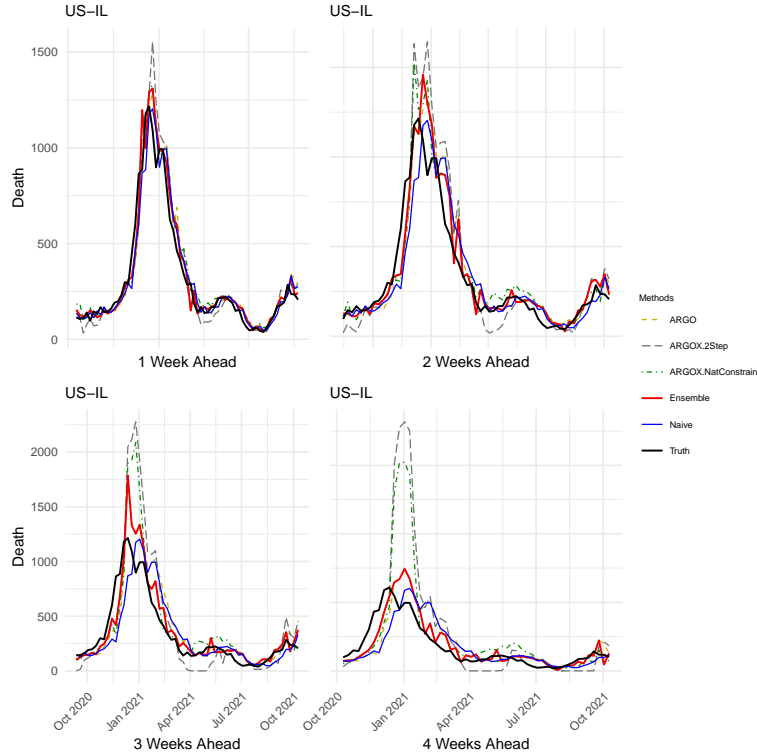 US−IL
US−IL
1500
1000
500
0
Death
1 Week Ahead
2 Weeks Ahead
Methods
ARGO
ARGOX.2Step
ARGOX.NatConstrain
Ensemble
Naive
Truth
US−IL
US−IL
2000
1500
1000
500
0
Death
Oct 2020
Jan 2021
Apr 2021
Jul 2021
Oct 2021
Oct 2020
Jan 2021
Apr 2021
Jul 2021
Oct 2021
3 Weeks Ahead
4 Weeks Ahead